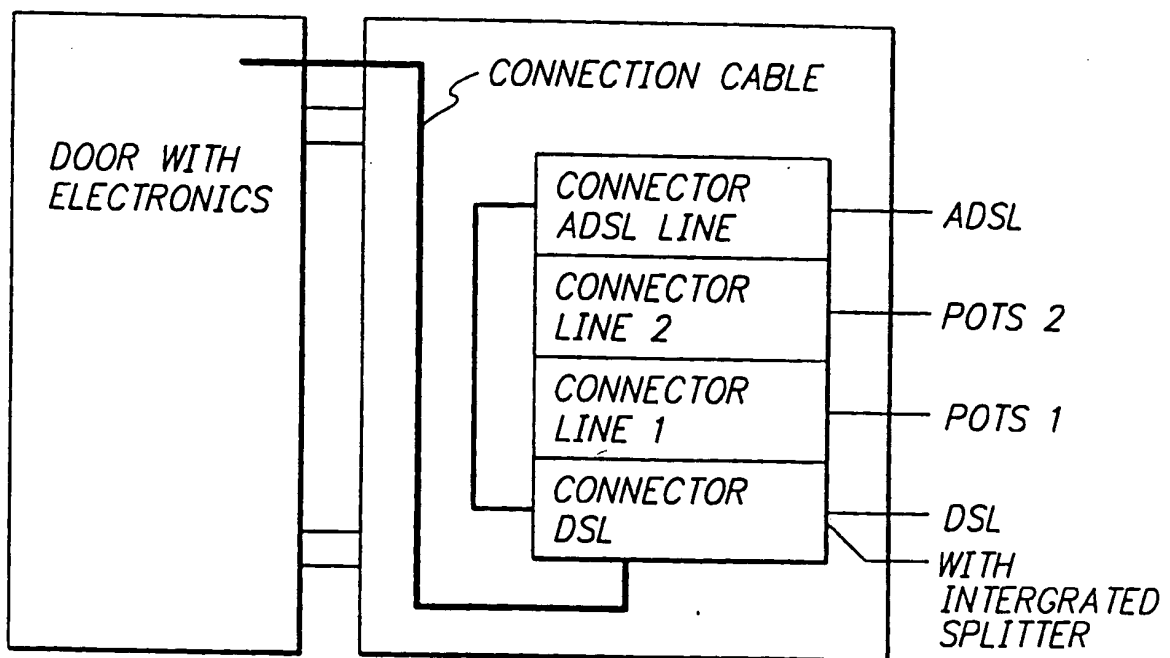 CONNECTION CABLE
DOOR WITH
ELECTRONICS
CONNECTOR
ADSL LINE
ADSL
CONNECTOR
LINE 2
POTS 2
CONNECTOR
LINE 1
POTS 1
CONNECTOR
DSL
DSL
WITH
INTERGRATED
SPLITTER